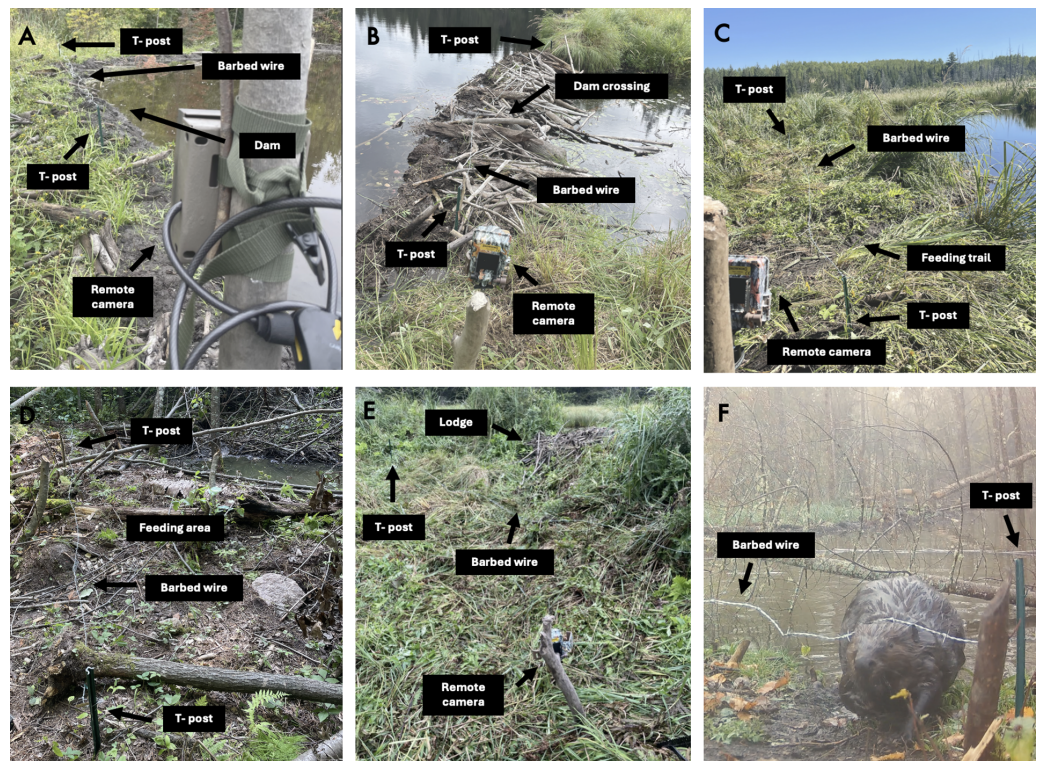 A
T- post
Barbed wire
Dam
T- post
Remote
camera
B
T- post
Dam crossing
Barbed wire
T- post
Remote
camera
C
T- post
Barbed wire
Feeding trail
T- post
Remote camera
D
T- post
Feeding area
Barbed wire
T- post
E
Lodge
T- post
Barbed wire
Remote
camera
F
T- post
Barbed wire